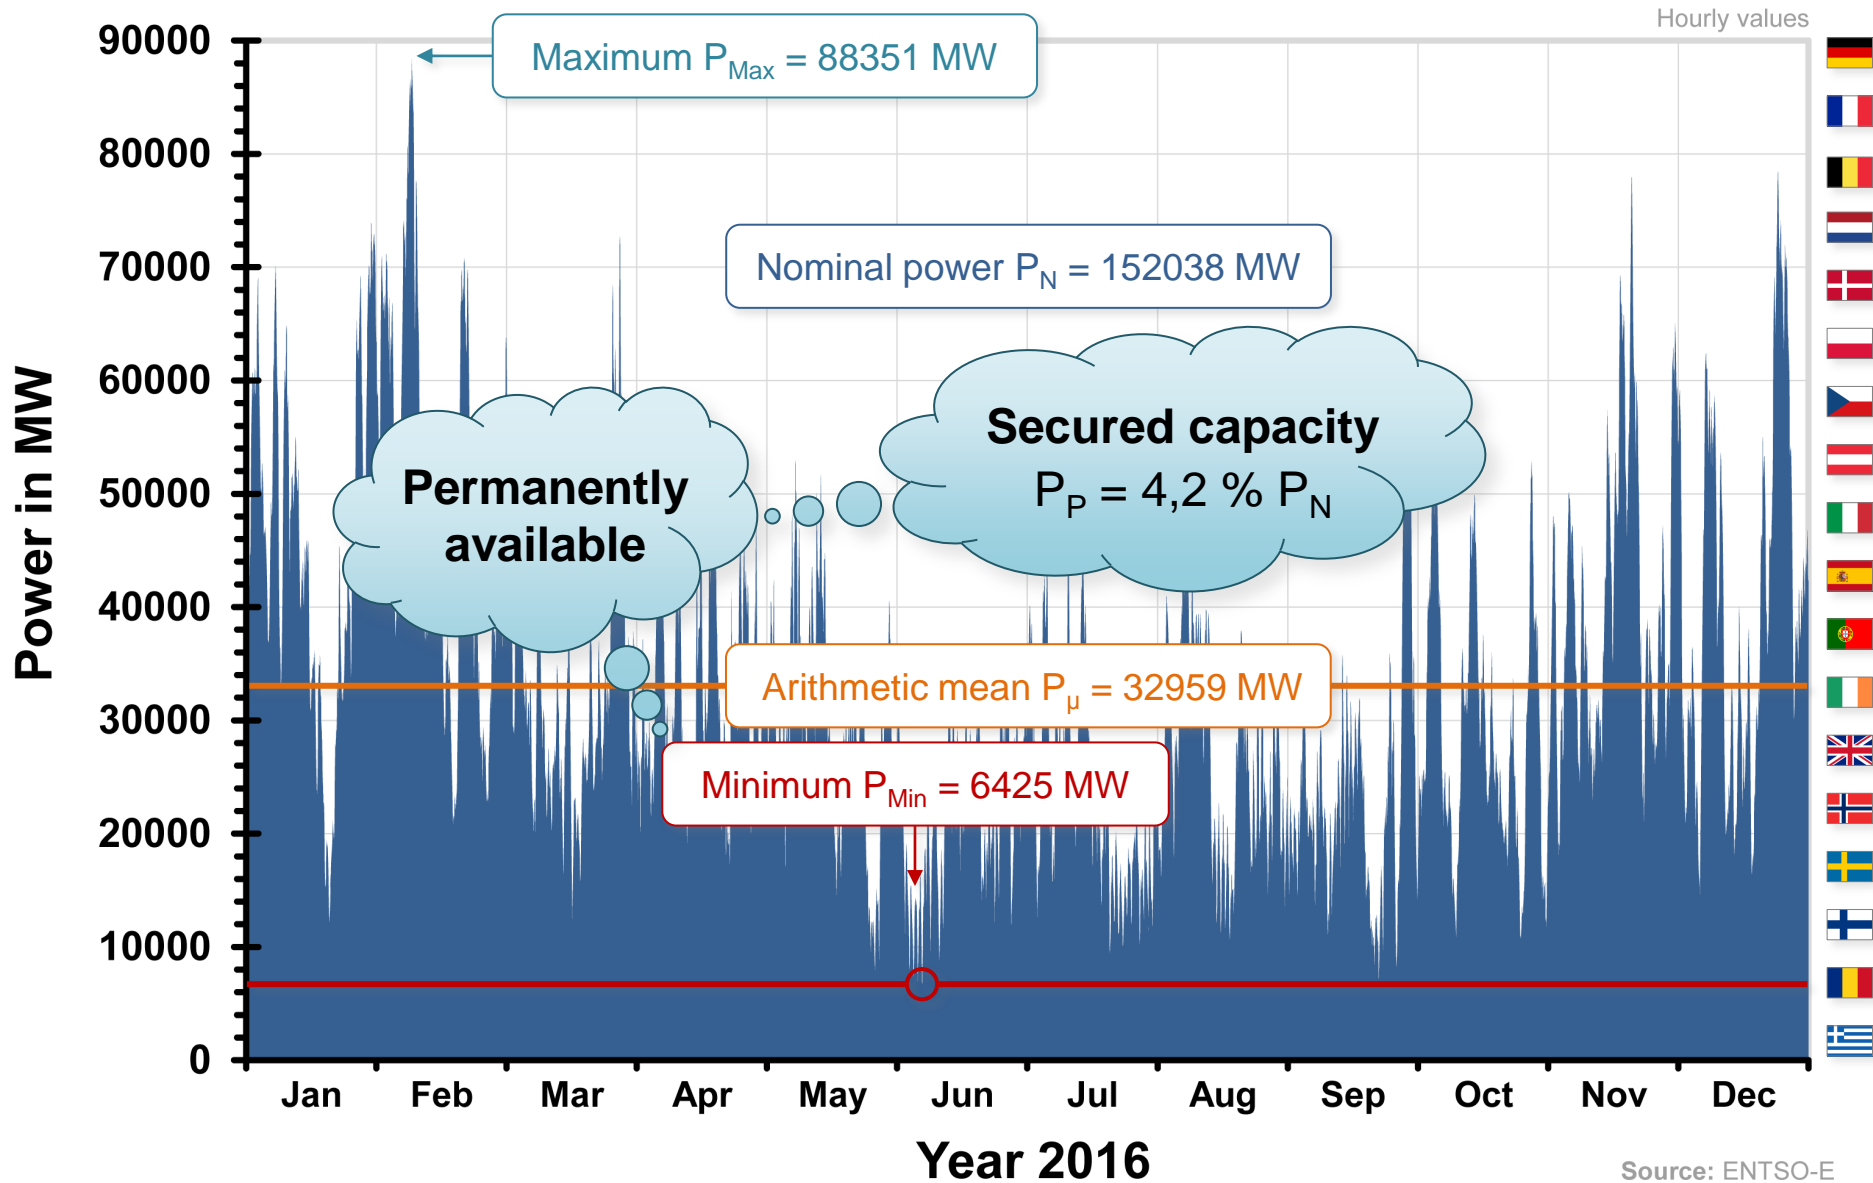 Hourly values
90000
Maximum PMax = 88351 MW
80000
Nominal power PN = 152038 MW
70000
60000
Secured capacity
PP = 4,2 % PN
Permanently
available
50000
40000
Arithmetic mean Pµ = 32959 MW
30000
Minimum PMin = 6425 MW
20000
10000
0
Power in MW
Jan Feb Mar Apr May Jun Jul Aug Sep Oct Nov Dec
Year 2016
Source: ENTSO-E